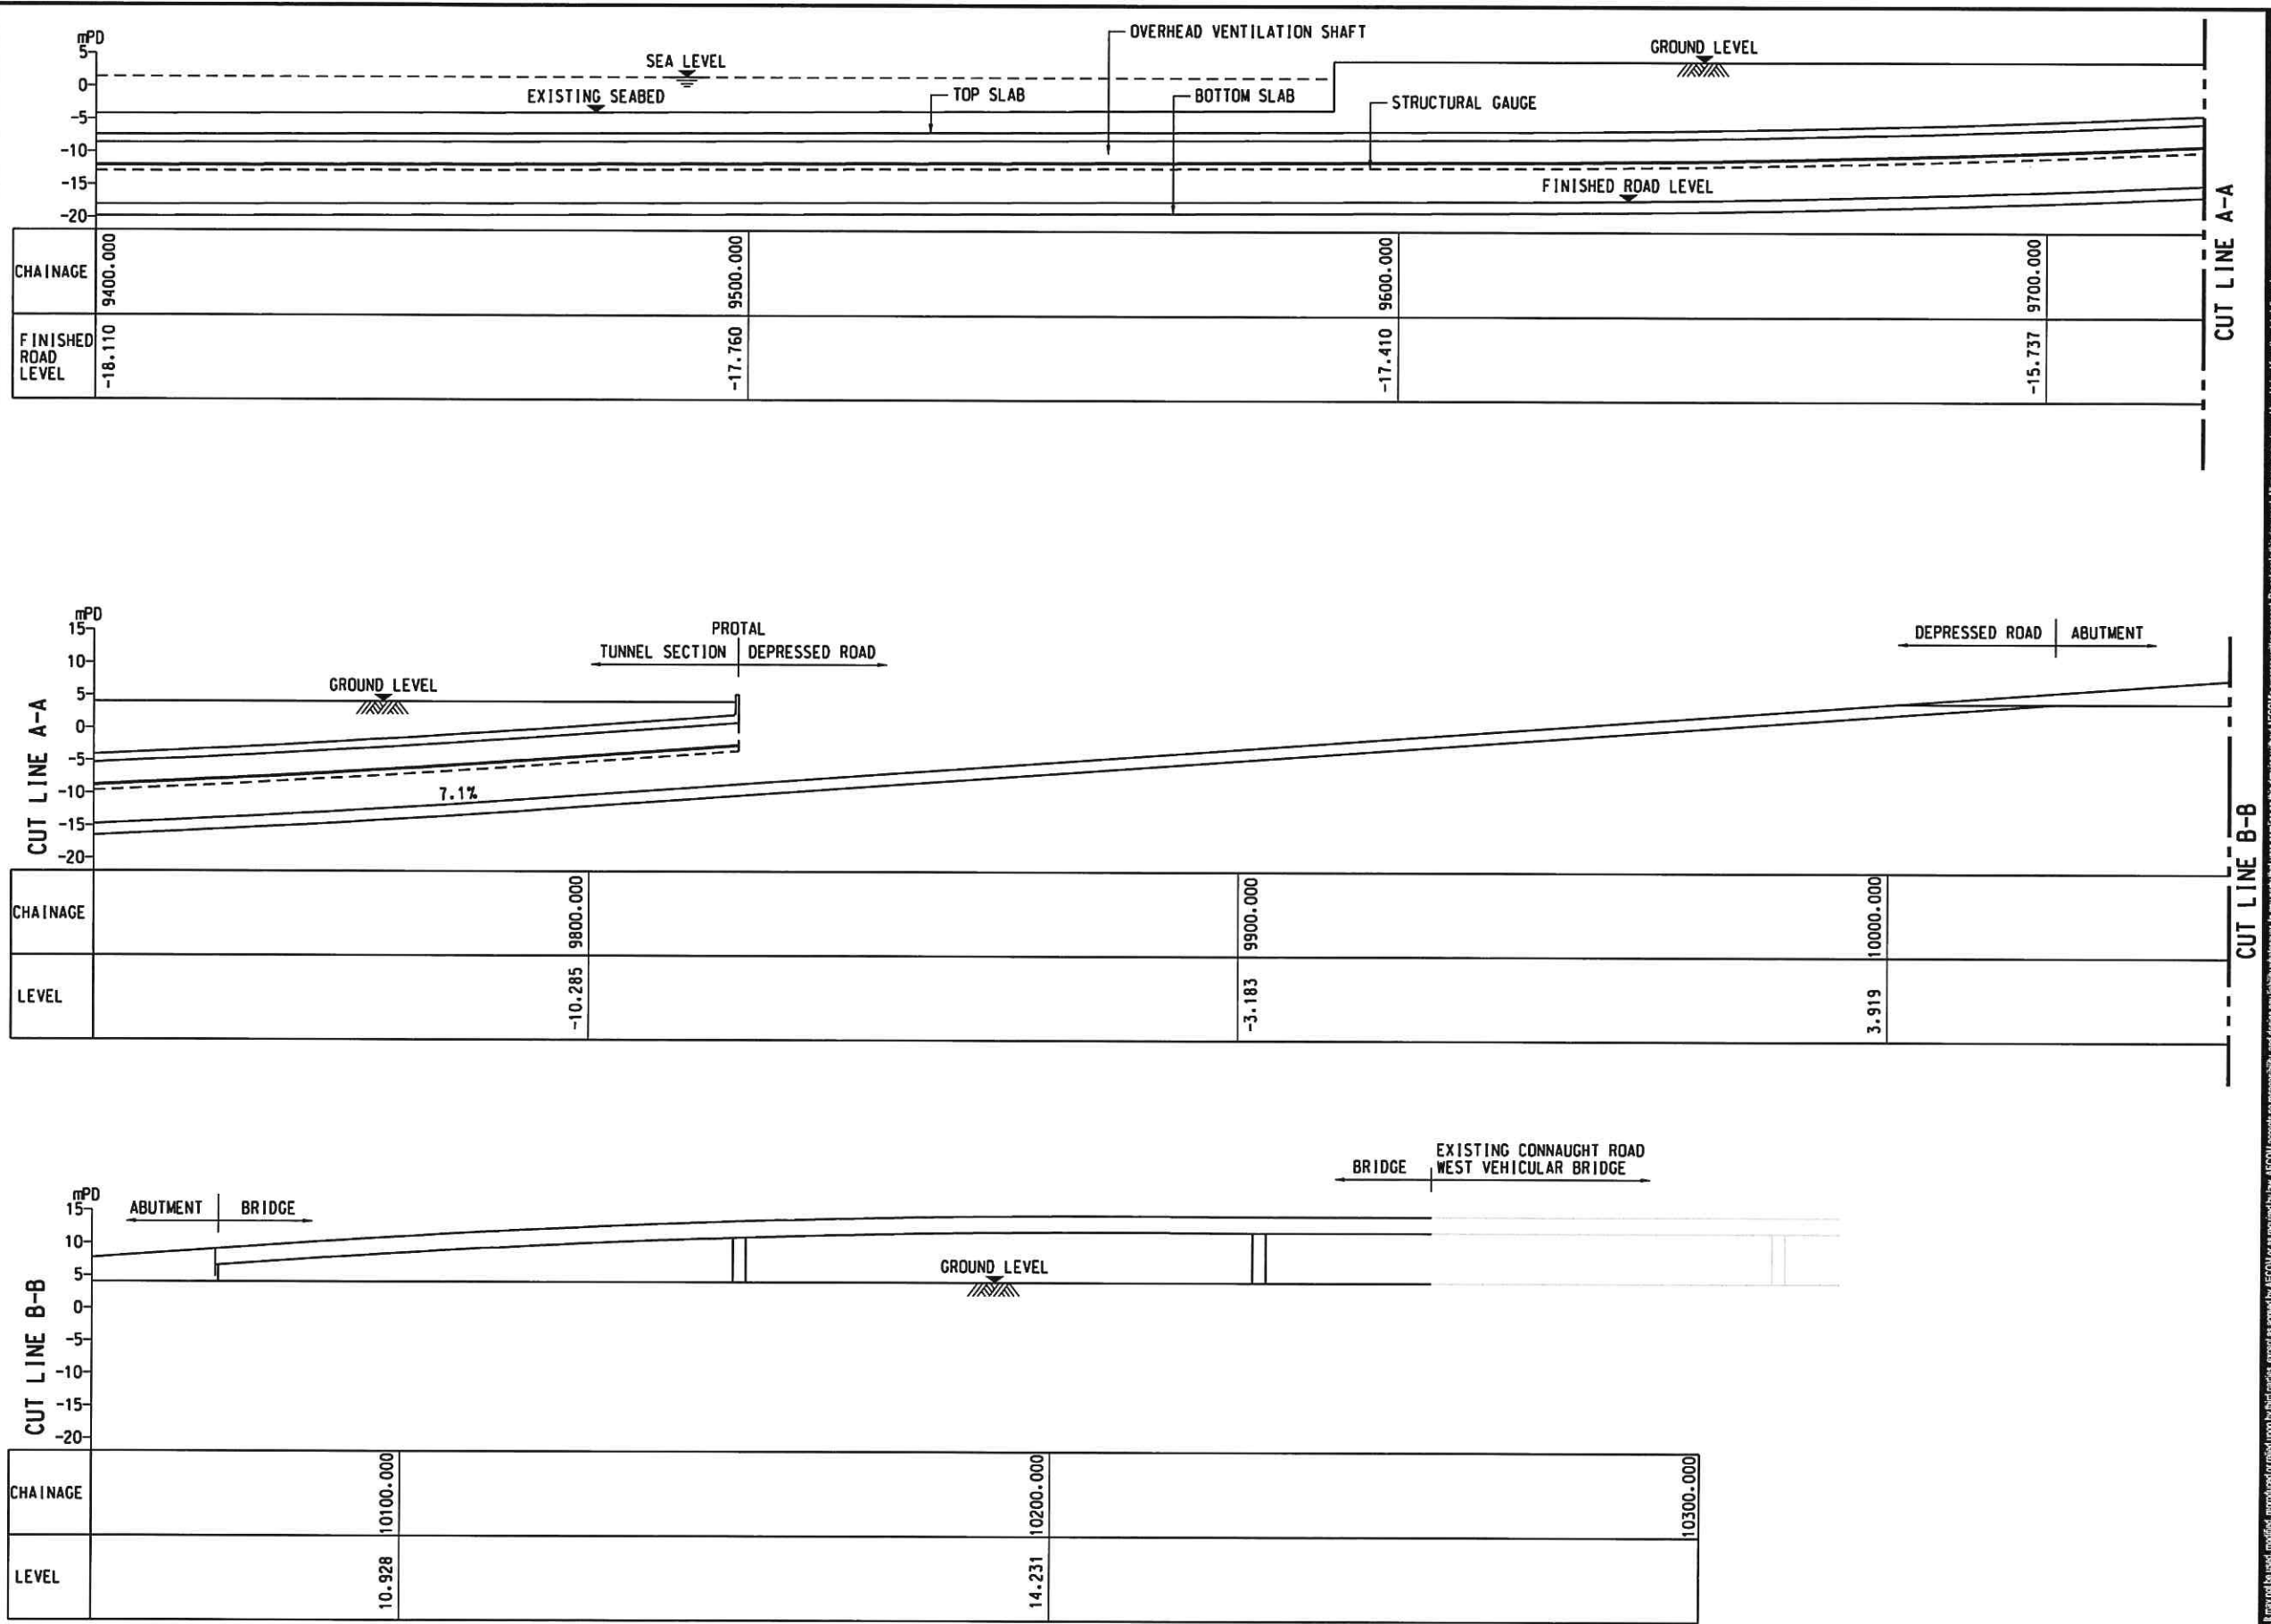 mPD
5
0
-5
-10
-15
-20
SEA LEVEL
EXISTING SEABED
TOP SLAB
OVERHEAD VENTILATION SHAFT
BOTTOM SLAB
STRUCTURAL GAUGE
GROUND LEVEL
FINISHED ROAD LEVEL
CUT LINE A-A
CHAINAGE
9400.000
9500.000
9600.000
9700.000
FINISHED
ROAD
LEVEL
-18.110
-17.760
-17.410
-15.737
mPD
15
10
5
0
-5
-10
-15
-20
CUT LINE A-A
GROUND LEVEL
PROTAL
TUNNEL SECTION
DEPRESSED ROAD
7.1%
DEPRESSED ROAD
ABUTMENT
CUT LINE B-B
CHAINAGE
9800.000
9900.000
10000.000
LEVEL
-10.285
-3.183
3.919
mPD
15
10
5
0
-5
-10
-15
-20
CUT LINE B-B
ABUTMENT
BRIDGE
GROUND LEVEL
BRIDGE
EXISTING CONNAUGHT ROAD
WEST VEHICULAR BRIDGE
CHAINAGE
10100.000
10200.000
10300.000
LEVEL
10.928
14.231